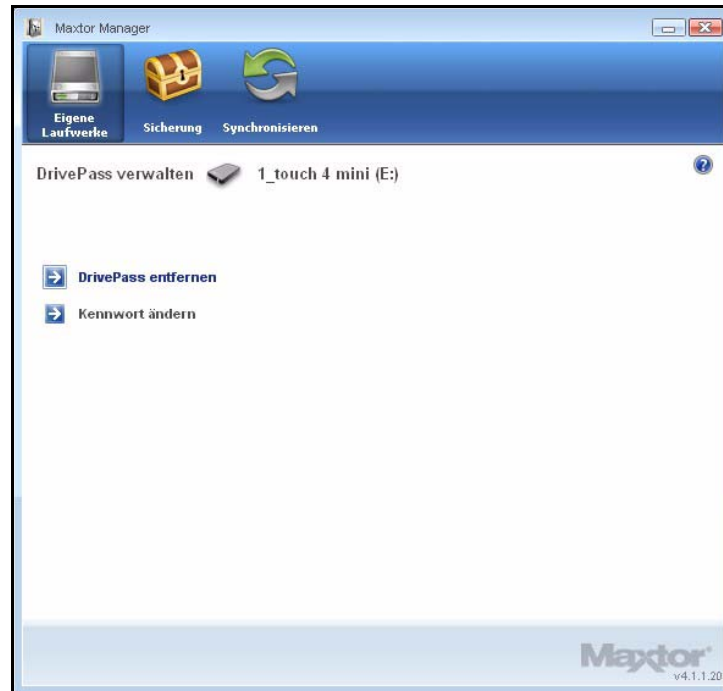 Maxtor Manager
Eigene
Laufwerke
Sicherung
Synchronisieren
DrivePass verwalten 1_touch 4 mini (E:)
?
DrivePass entfernen
Kennwort ändern
Maxtor
v4.1.1.20